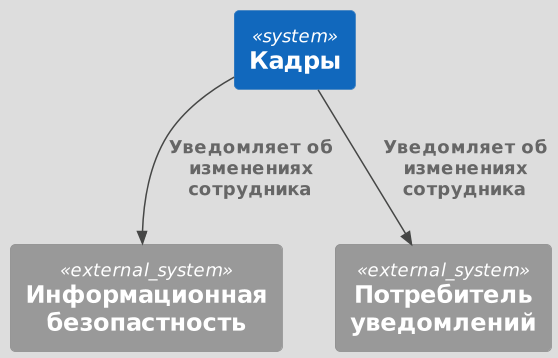 «system»
Кадры
Уведомляет об
изменениях
сотрудника
Уведомляет об
изменениях
сотрудника
«external_system»
Информационная
безопастность
«external_system»
Потребитель
уведомлений